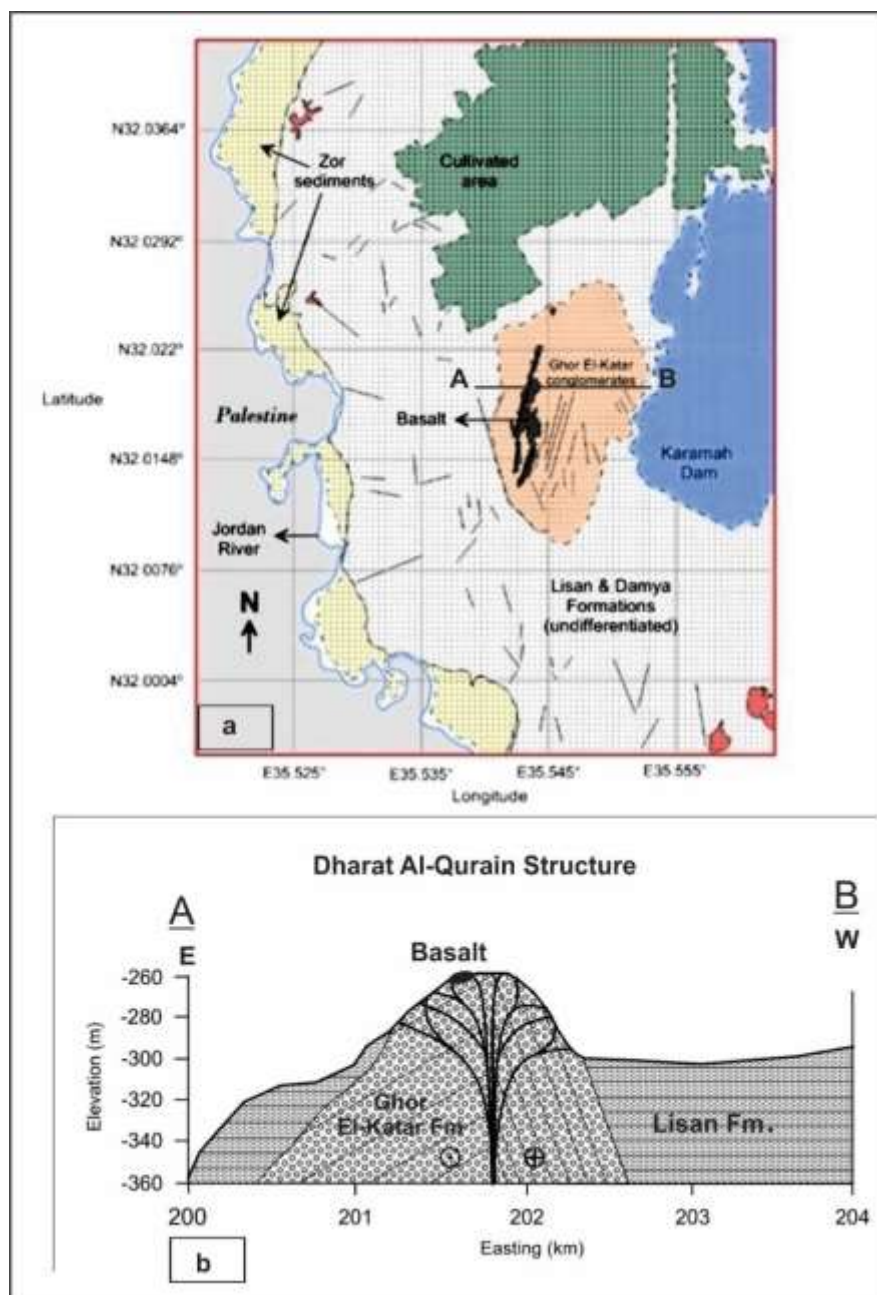 N32.0364°
N32.0292°
N32.022°
N32.0148°
N32.0076°
N32.0004°
Latitude
Zor
sediments
Cultivated
area
A
Ghor El-Katar
conglomerates
B
Palestine
Basalt
Karamah
Dam
Jordan
River
N
Lisan & Damya
Formations
(undifferentiated)
a
E35.525°
E35.535°
E35.545°
E35.555°
Longitude
Dharat Al-Qurain Structure
A
B
E
W
Basalt
-260
-280
-300
-320
-340
-360
Elevation (m)
Ghor
El-Katar Fm
Lisan Fm.
200
201
202
203
204
Easting (km)
b